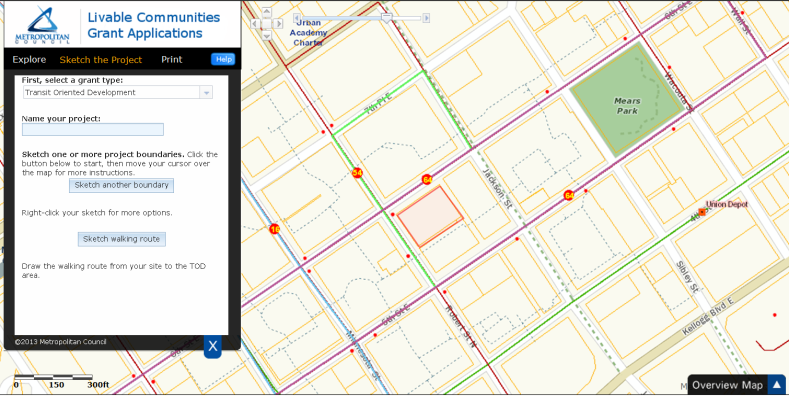 METROPOLITAN
COUNCIL
Livable Communities
Grant Applications
Explore
Sketch the Project
Print
Help
First, select a grant type:
Transit Oriented Development
Name your project:
Sketch one or more project boundaries. Click the
button below to start, then move your cursor over
the map for more instructions.
Sketch another boundary
Right-click your sketch for more options.
Sketch walking route
Draw the walking route from your site to the TOD
area.
©2013 Metropolitan Council
X
0 150 300ft
Urban
Academy
Charter
7th Pl E
6th St E
Wall St
Wacouta St
Mears
Park
54
64
64
16
Jackson St
Union Depot
4th St
Sibley St
Kellogg Blvd E
5th St E
Robert St N
Minnesota St
Overview Map